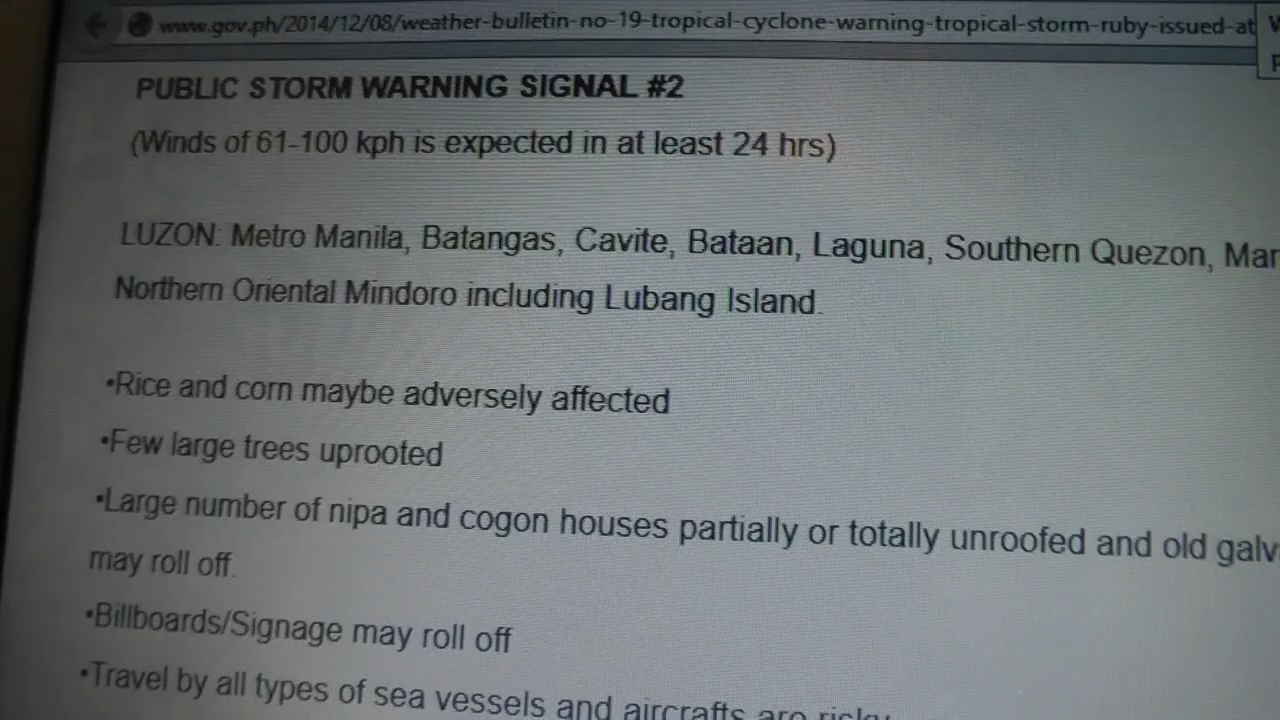 www.gov.ph/2014/12/08/weather-bulletin-no-19-tropical-cyclone-warning-tropical-storm-ruby-issued-at
PUBLIC STORM WARNING SIGNAL #2
(Winds of 61-100 kph is expected in at least 24 hrs)
LUZON: Metro Manila, Batangas, Cavite, Bataan, Laguna, Southern Quezon, Mar
Northern Oriental Mindoro including Lubang Island.
•Rice and corn maybe adversely affected
•Few large trees uprooted
•Large number of nipa and cogon houses partially or totally unroofed and old galv
may roll off.
•Billboards/Signage may roll off
•Travel by all types of sea vessels and aircrafts are risky